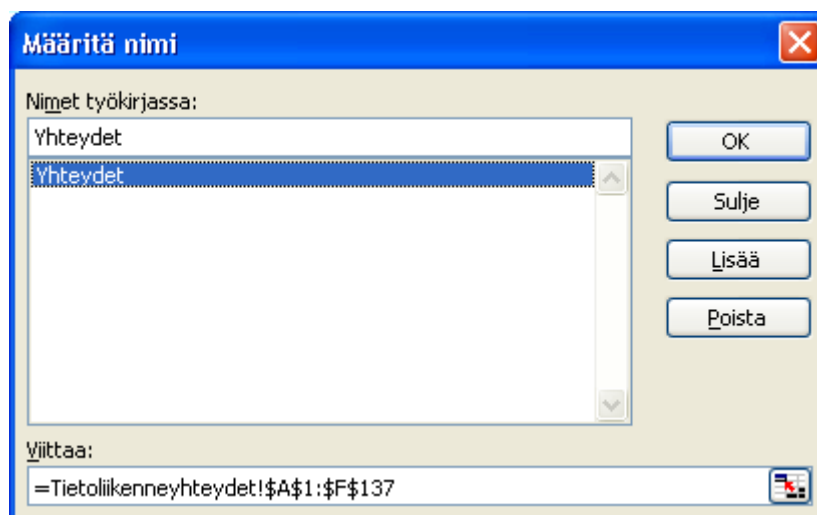 Määritä nimi
Nimet työkirjassa:
Yhteydet
OK
Yhteydet
Sulje
Lisää
Poista
Viittaa:
=Tietoliikenneyhteydet!$A$1:$F$137